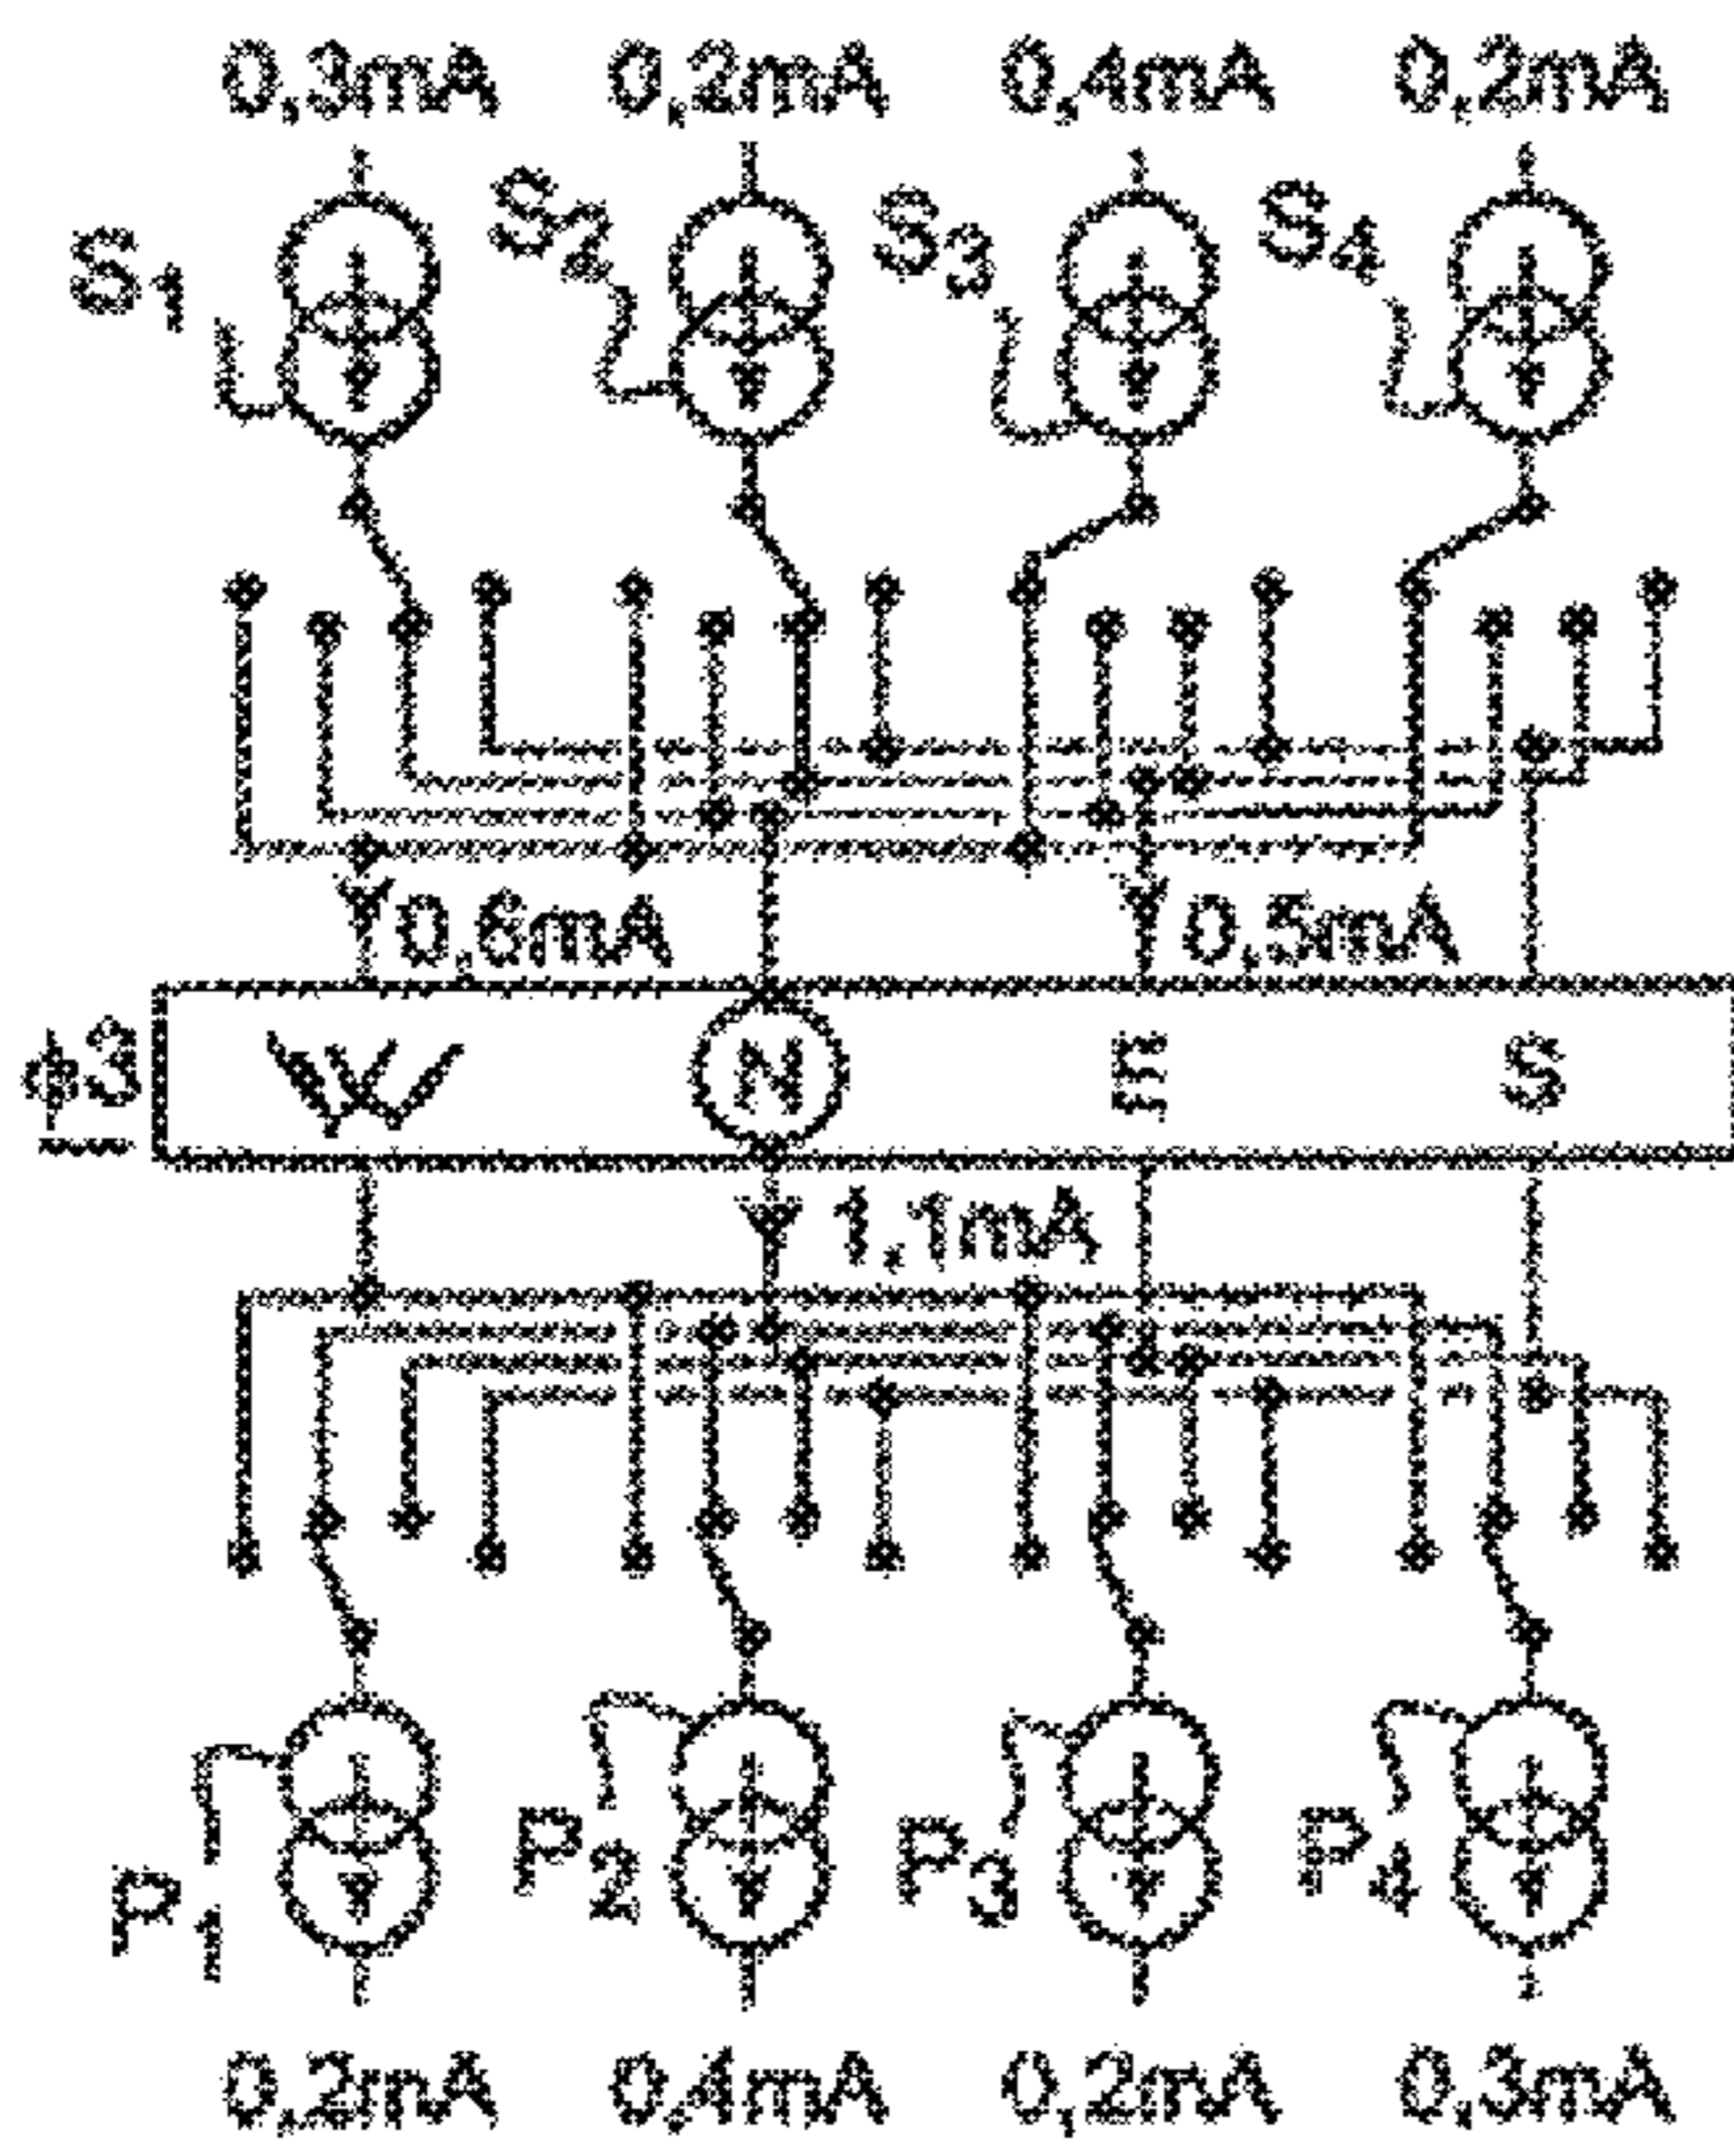 0,3mA 0,2mA 0,4mA 0,2mA
S1 S2 S3 S4
0,6mA 0,5mA
ф3 W N E S
1,1mA
P1 P2 P3 P4
0,2mA 0,4mA 0,2mA 0,3mA